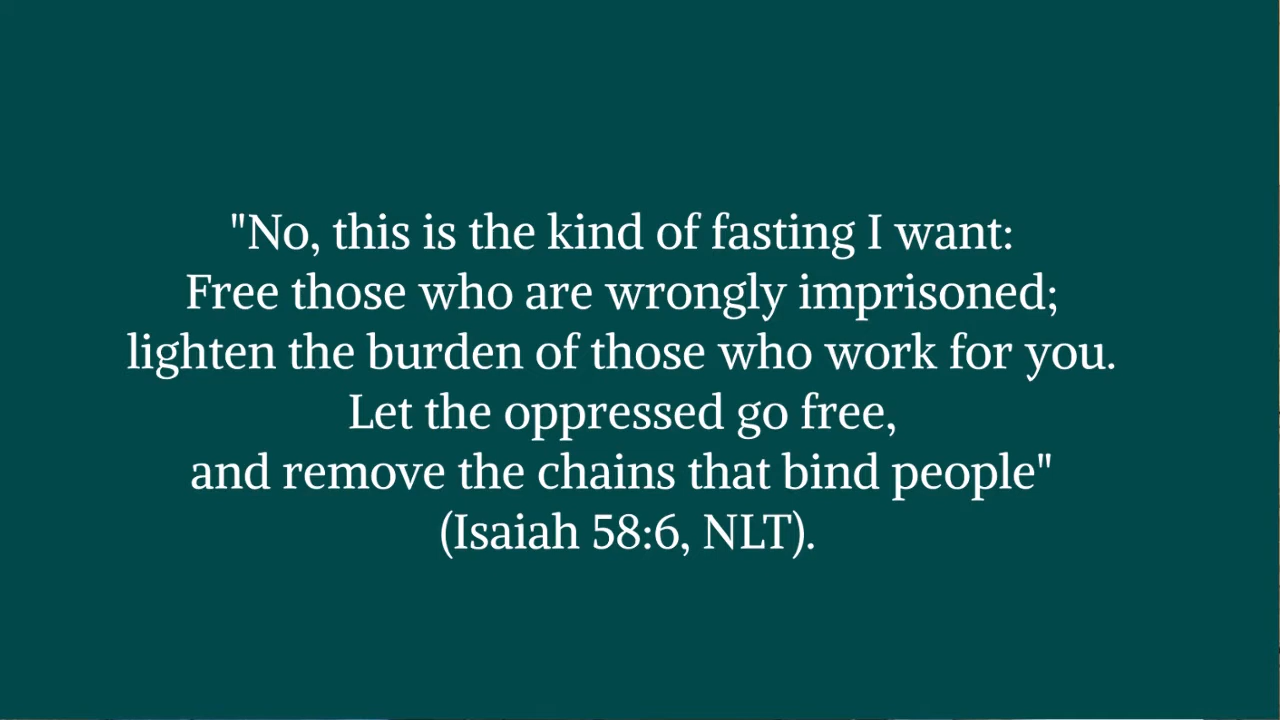 "No, this is the kind of fasting I want:
Free those who are wrongly imprisoned;
lighten the burden of those who work for you.
Let the oppressed go free,
and remove the chains that bind people"
(Isaiah 58:6, NLT).